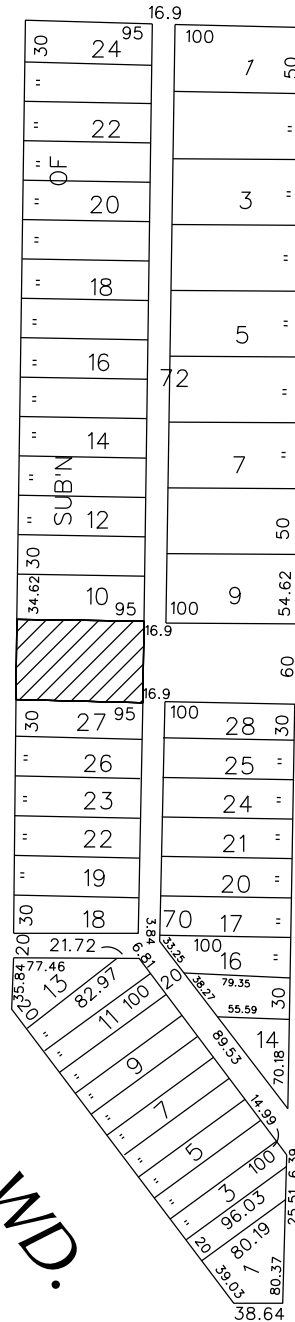 16.9
30 24 95 100 1 50
" "
" 22
" OF 3 "
" 20
" "
" 18
" 5 "
" 16
72
" "
" 14
" SUB'N 7 "
" 12
30 50
34.62 10 95 100 9 54.62
16.9
60
16.9
30 27 95 100 28 30
" 26 25 "
" 23 24 "
" 22 21 "
" 19 20 "
30 18 3.84 70 17 "
20 21.72 6.81 33.25 100 16 "
35.84 77.46 13 82.97 20 38.27 79.35
20 11 100 55.59 30
" 89.53 14 70.18
" 9
"
" 7 14.99
"
" 5
" 3 100 6.39
" 96.03 25.51
20 80.19
39.03 1 80.37
38.64
WD.